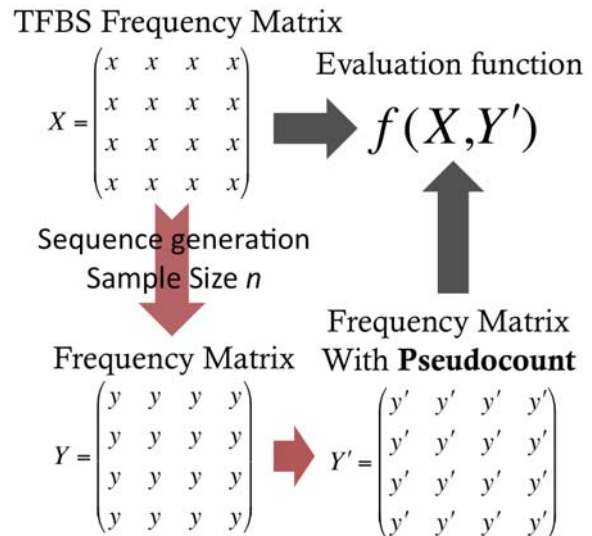 TFBS Frequency Matrix
X = (x x x x
x x x x
x x x x
x x x x)
Evaluation function
f(X,Y′)
Sequence generation
Sample Size n
Frequency Matrix
Y = (y y y y
y y y y
y y y y
y y y y)
Frequency Matrix
With Pseudocount
Y′ = (y′ y′ y′ y′
y′ y′ y′ y′
y′ y′ y′ y′
y′ y′ y′ y′)